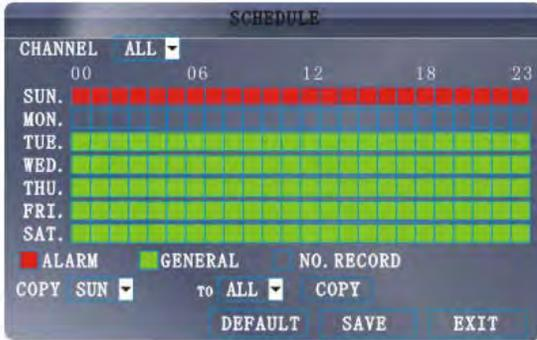 SCHEDULE
CHANNEL ALL
00 06 12 18 23
SUN.
MON.
TUE.
WED.
THU.
FRI.
SAT.
ALARM GENERAL NO. RECORD
COPY SUN TO ALL COPY
DEFAULT SAVE EXIT